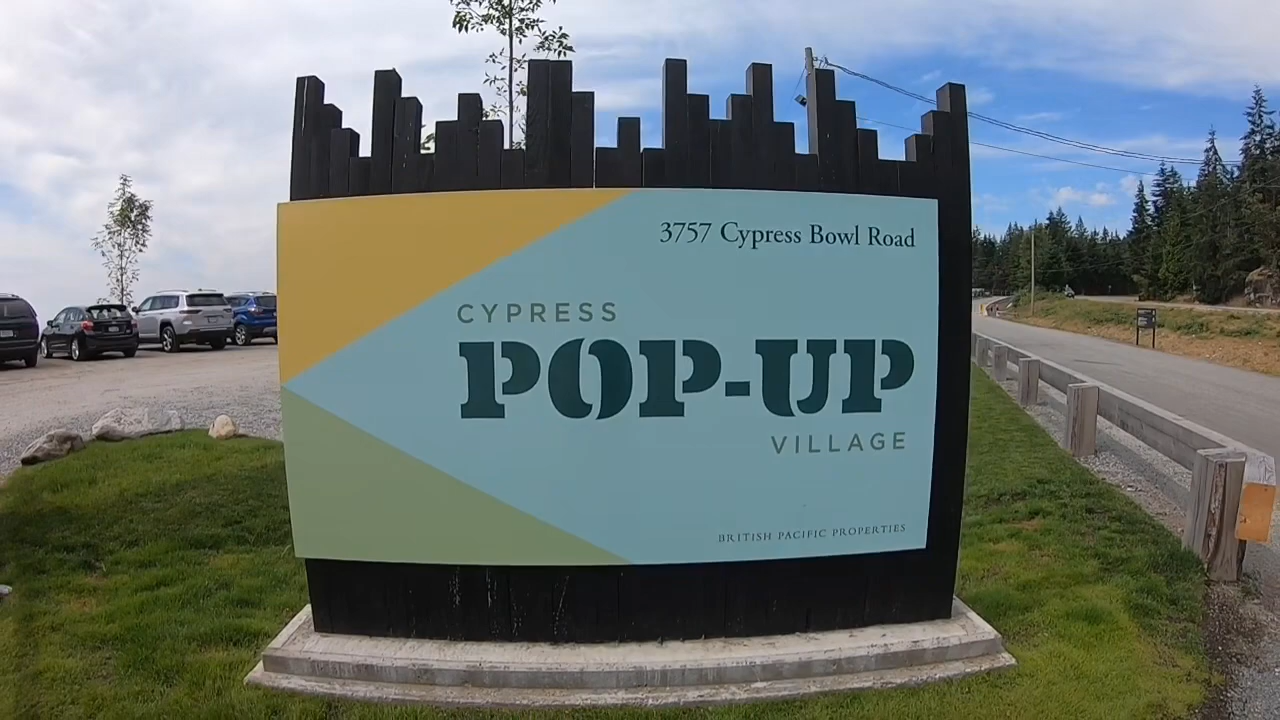 3757 Cypress Bowl Road
CYPRESS
POP-UP
VILLAGE
BRITISH PACIFIC PROPERTIES